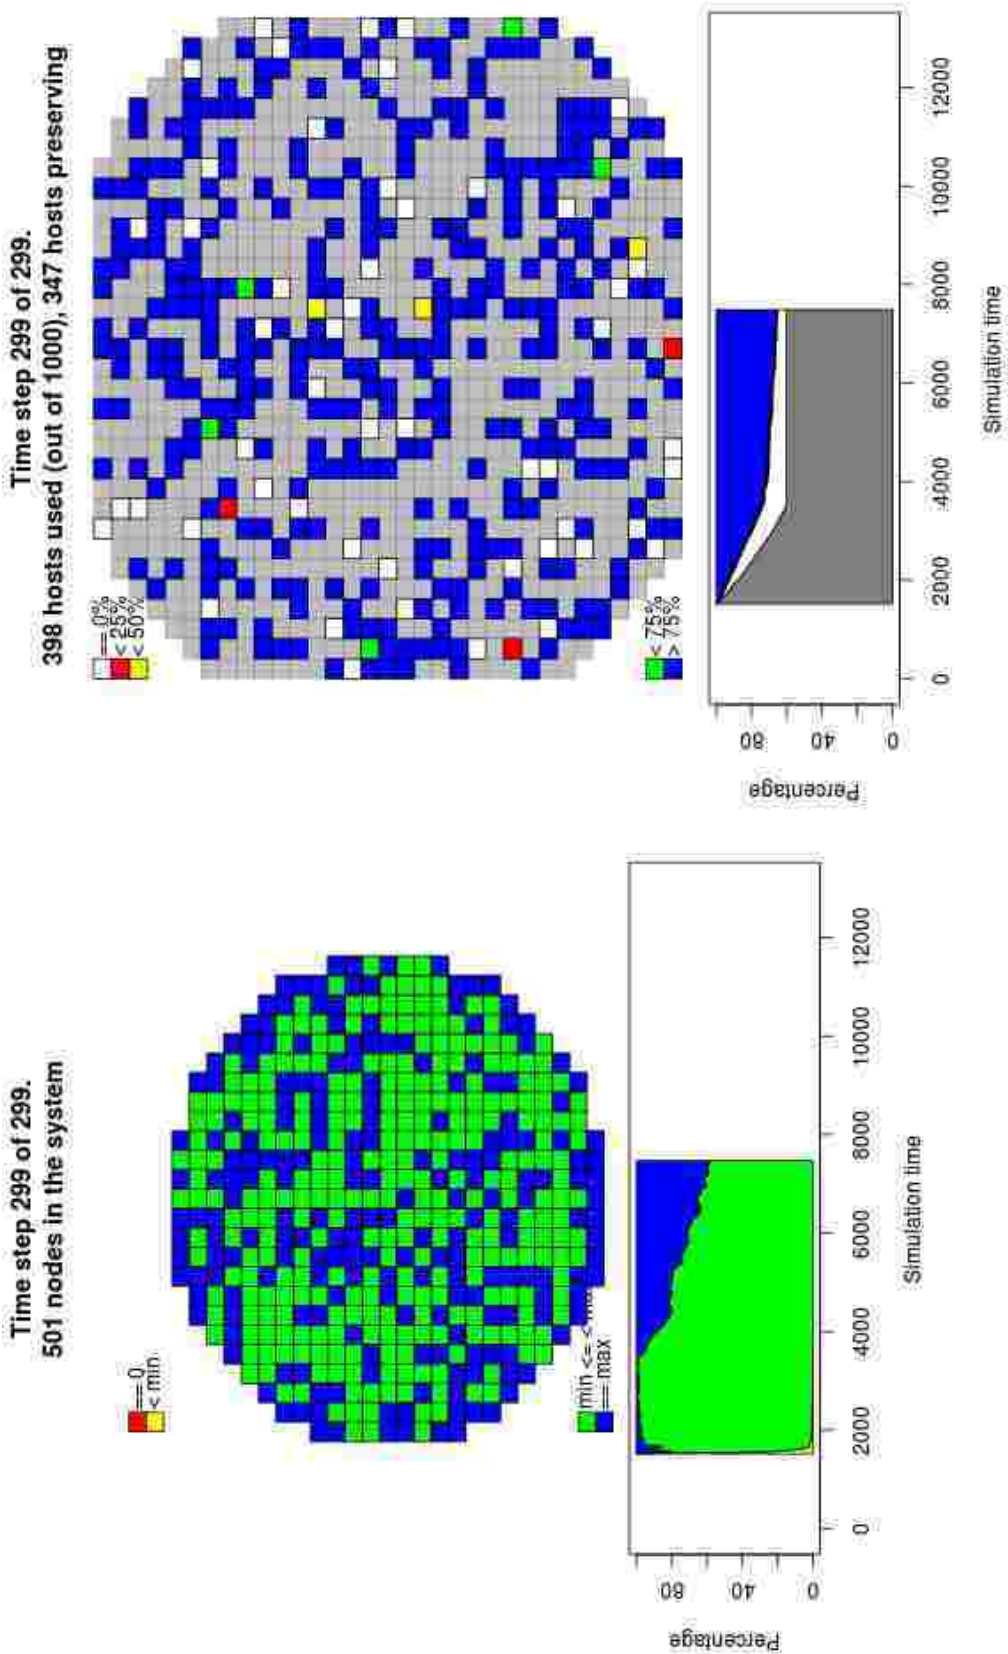 Time step 299 of 299.
501 nodes in the system
== 0
< min
min <= < 
== max
Percentage
0
40
80
0
2000
4000
6000
8000
10000
12000
Simulation time
Time step 299 of 299.
398 hosts used (out of 1000), 347 hosts preserving
== 0%
< 25%
< 50%
< 75%
> 75%
Percentage
0
40
80
0
2000
4000
6000
8000
10000
12000
Simulation time